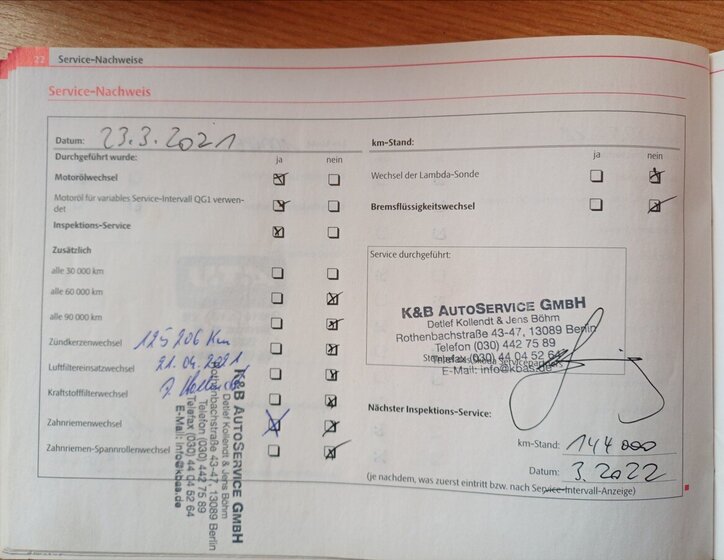 22 Service-Nachweise
Service-Nachweis
Datum: 23.3.2021
Durchgeführt wurde: ja nein
Motorölwechsel
Motoröl für variables Service-Intervall QG1 verwen-
det
Inspektions-Service
Zusätzlich
alle 30 000 km
alle 60 000 km
alle 90 000 km
Zündkerzenwechsel 125 206 Km
Luftfiltereinsatzwechsel 21.04.2021
Kraftstofffilterwechsel
Zahnriemenwechsel
Zahnriemen-Spannrollenwechsel
K&B AUTOSERVICE GMBH
Detlef Kollendt & Jens Böhm
Rothenbachstraße 43-47, 13089 Berlin
Telefon (030) 442 75 89
Telefax (030) 44 04 52 64
E-Mail: info@kbas.de
km-Stand:
ja nein
Wechsel der Lambda-Sonde
Bremsflüssigkeitswechsel
Service durchgeführt:
K&B AUTOSERVICE GMBH
Detlef Kollendt & Jens Böhm
Rothenbachstraße 43-47, 13089 Berlin
Telefon (030) 442 75 89
Telefax (030) 44 04 52 64
E-Mail: info@kbas.de
Nächster Inspektions-Service:
km-Stand: 144 000
Datum: 3.2022
(je nachdem, was zuerst eintritt bzw. nach Service-Intervall-Anzeige)